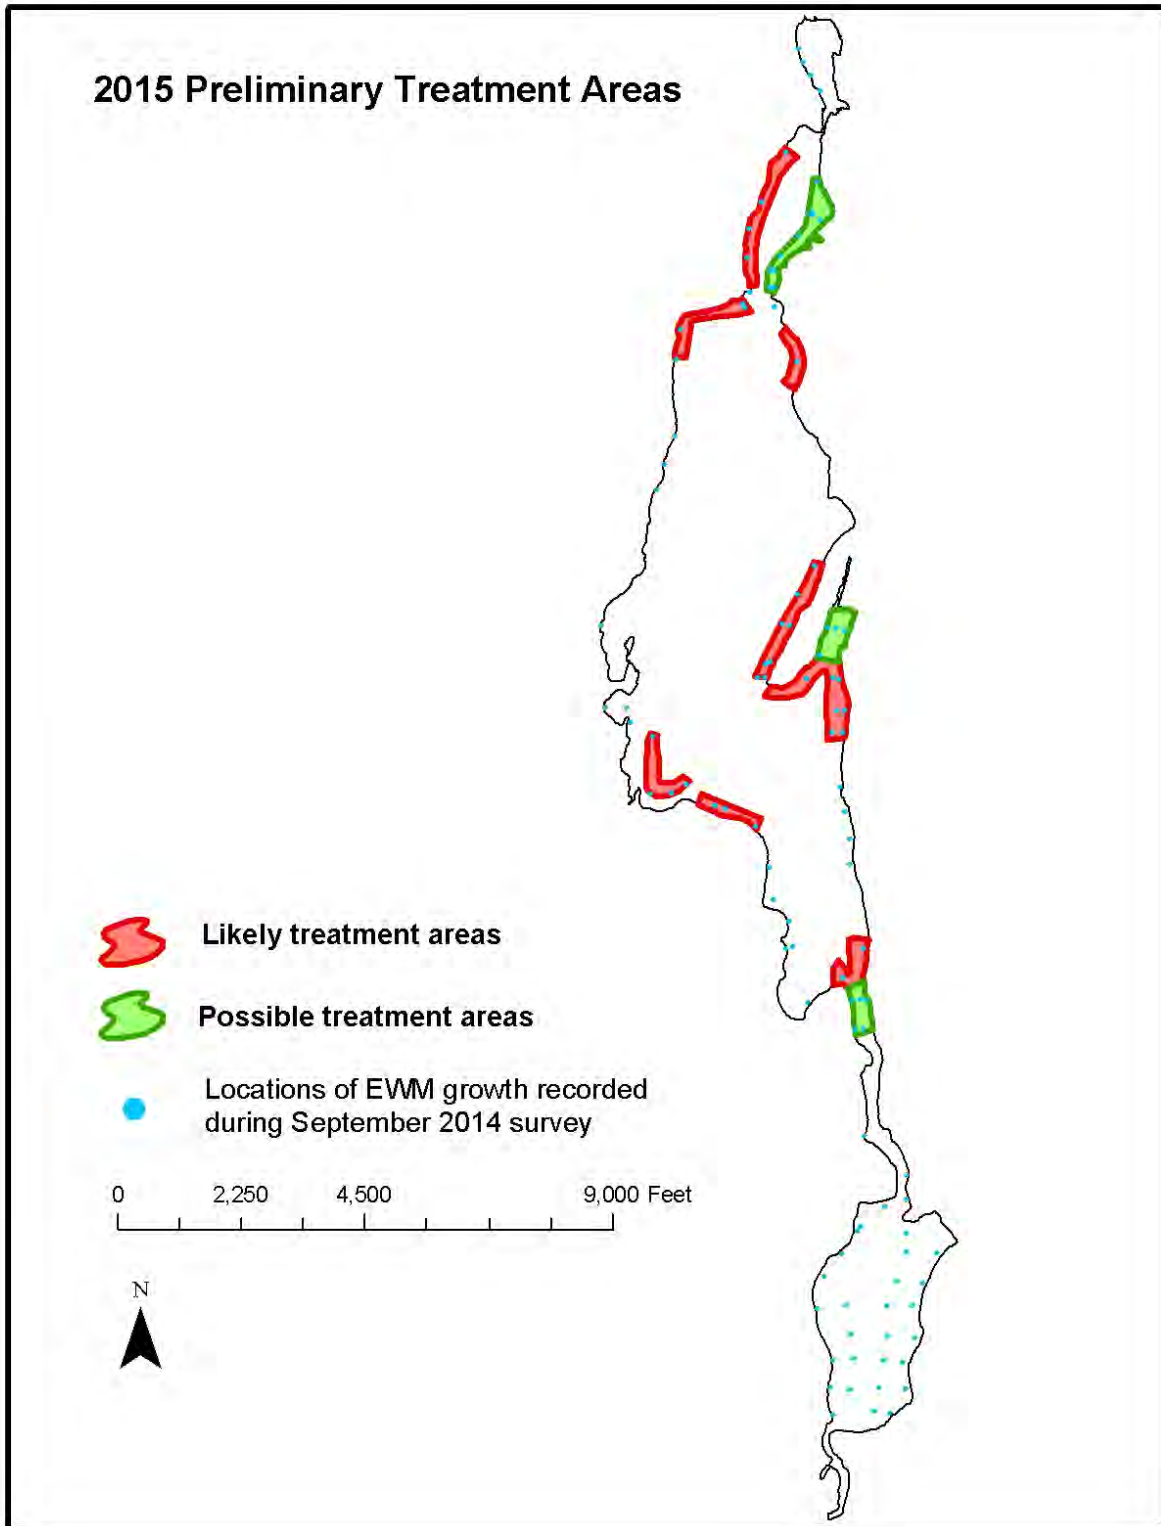 2015 Preliminary Treatment Areas
Likely treatment areas
Possible treatment areas
Locations of EWM growth recorded
during September 2014 survey
0 2,250 4,500 9,000 Feet
N